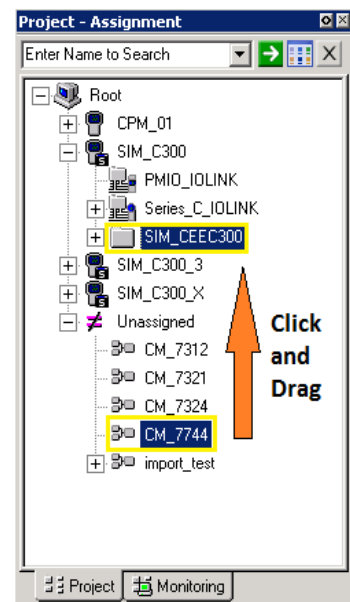 Project - Assignment
Enter Name to Search
Root
CPM_01
SIM_C300
PMIO_IOLINK
Series_C_IOLINK
SIM_CEEC300
SIM_C300_3
SIM_C300_X
Unassigned
CM_7312
CM_7321
CM_7324
CM_7744
import_test
Click
and
Drag
Project Monitoring